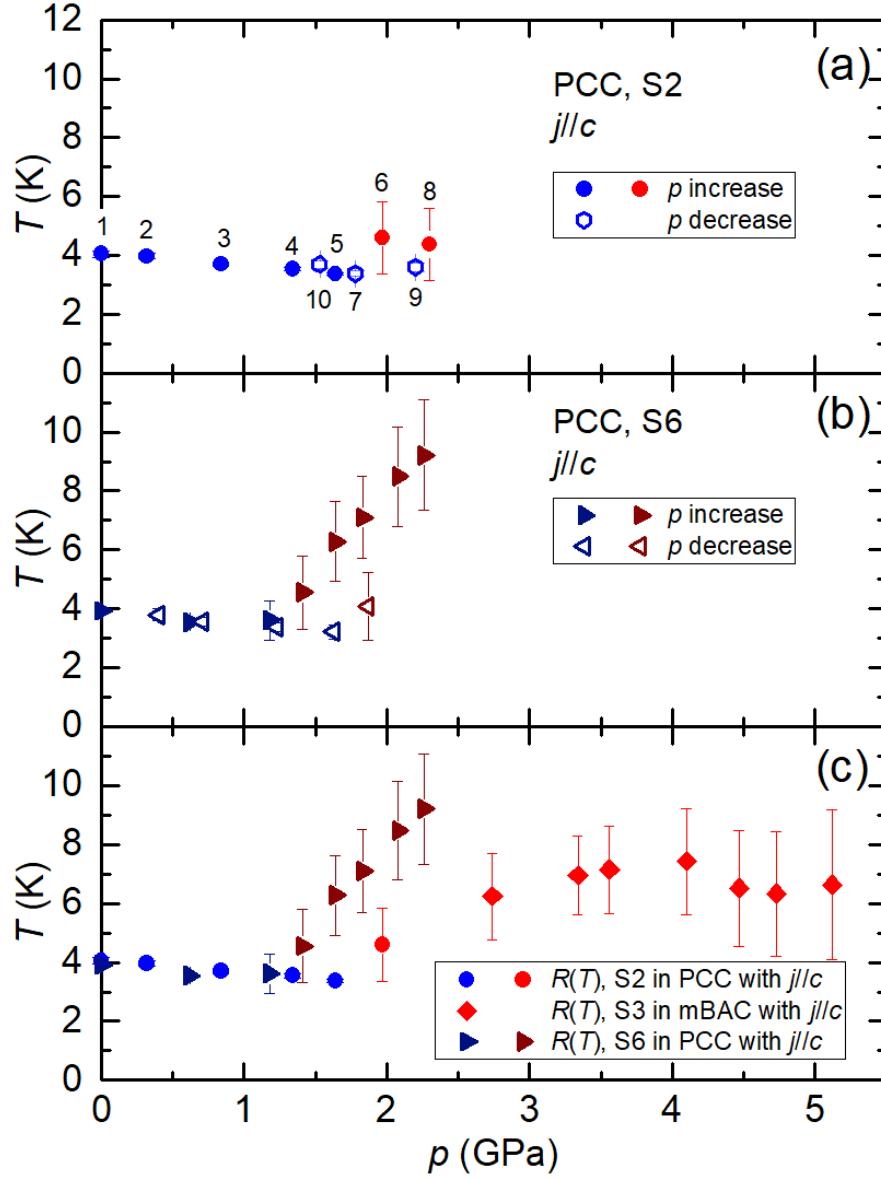 12
10
8
6
4
2
0
T (K)
(a)
PCC, S2
j//c
p increase
p decrease
1
2
3
4
5
6
8
10
7
9
10
8
6
4
2
0
T (K)
(b)
PCC, S6
j//c
p increase
p decrease
10
8
6
4
2
0
T (K)
(c)
R(T), S2 in PCC with j//c
R(T), S3 in mBAC with j//c
R(T), S6 in PCC with j//c
0
1
2
3
4
5
p (GPa)